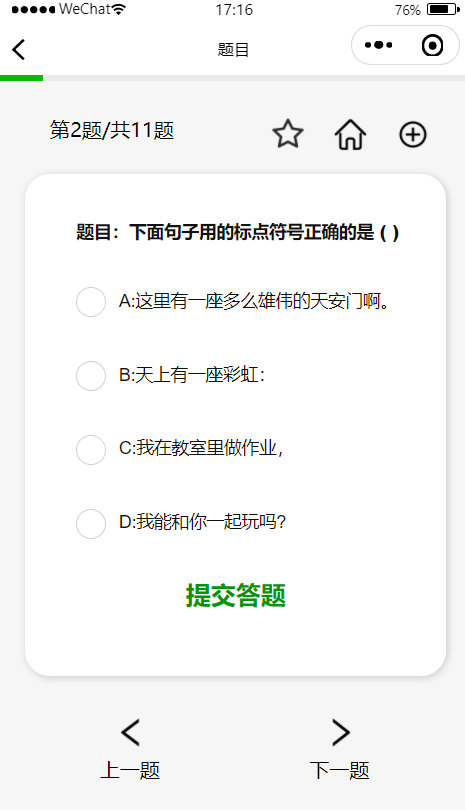 WeChat 17:16 76%
题目
第2题/共11题
题目：下面句子用的标点符号正确的是 ( )
A:这里有一座多么雄伟的天安门啊。
B:天上有一座彩虹：
C:我在教室里做作业，
D:我能和你一起玩吗？
提交答题
上一题 下一题